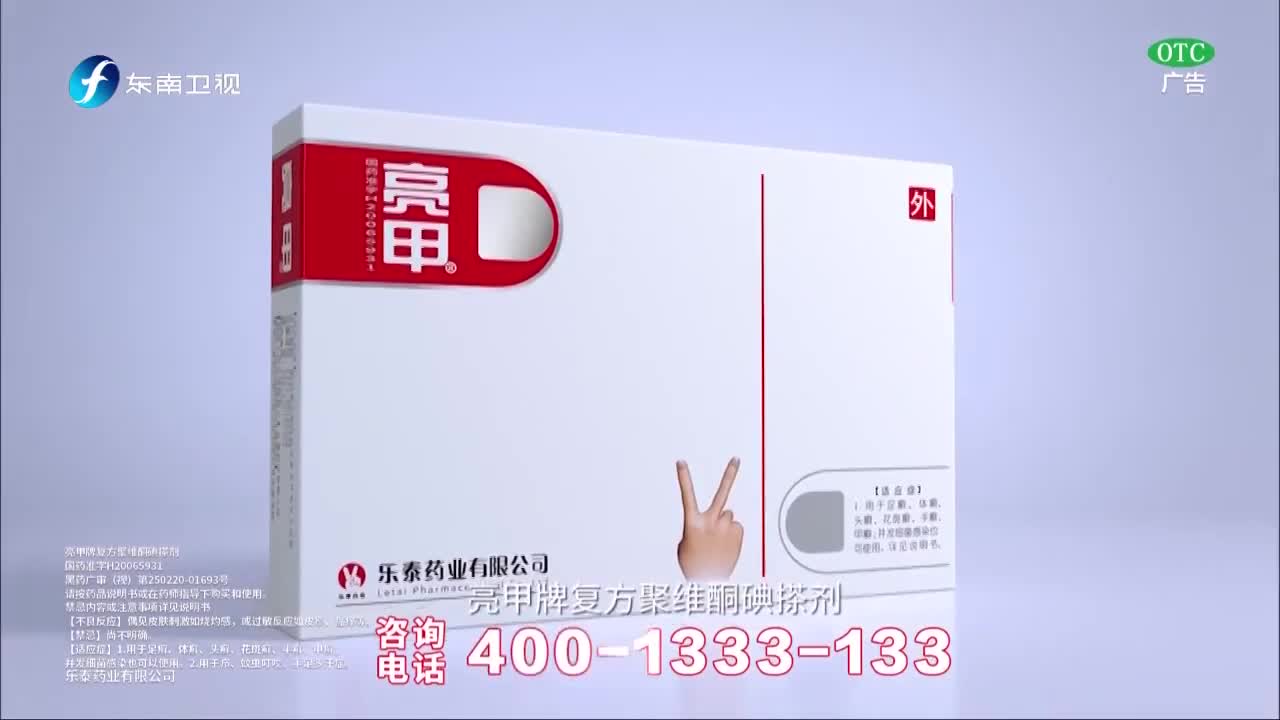 东南卫视
OTC
广告
国药准字H20065931
亮甲®
亮甲
外
【适应症】
1.用于足癣、体癣、
头癣、花斑癣、手癣、
甲癣;并发细菌感染也
可使用。详见说明书。
乐泰药业有限公司
亮甲牌复方聚维酮碘搽剂
国药准字H20065931
黑药广审（视）第250220-01693号
请按药品说明书或在药师指导下购买和使用。
禁忌内容或注意事项详见说明书
【不良反应】偶见皮肤刺激如烧灼感，或过敏反应如皮疹、
【禁忌】尚不明确。
【适应症】1.用于足癣、体癣、头癣、花斑癣、手癣、甲癣，
并发细菌感染也可以使用。2.用于疖、蚊虫叮咬、手足多汗症。
乐泰药业有限公司
亮甲牌复方聚维酮碘搽剂
咨询
电话
400-1333-133